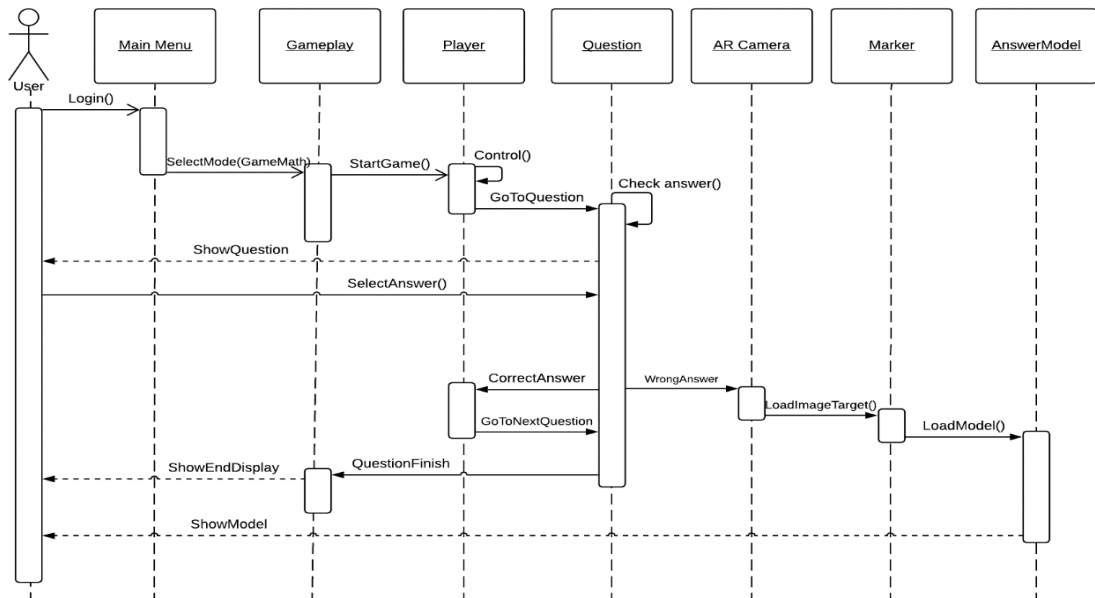 Main Menu
Gameplay
Player
Question
AR Camera
Marker
AnswerModel
User
Login()
SelectMode(GameMath)
StartGame()
Control()
Check answer()
GoToQuestion
ShowQuestion
SelectAnswer()
CorrectAnswer
WrongAnswer
LoadImageTarget()
GoToNextQuestion
LoadModel()
QuestionFinish
ShowEndDisplay
ShowModel